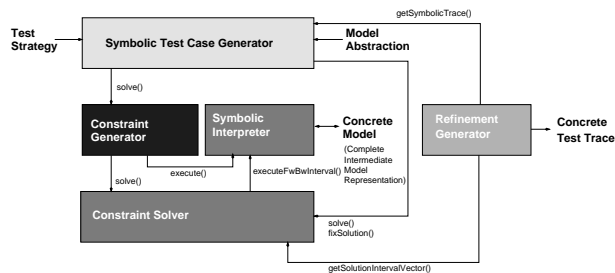 getSymbolicTrace()
Test
Strategy
Symbolic Test Case Generator
Model
Abstraction
solve()
Constraint
Generator
Symbolic
Interpreter
Concrete
Model
(Complete
Intermediate
Model
Representation)
Refinement
Generator
Concrete
Test Trace
solve()
execute()
executeFwBwInterval()
Constraint Solver
solve()
fixSolution()
getSolutionIntervalVector()